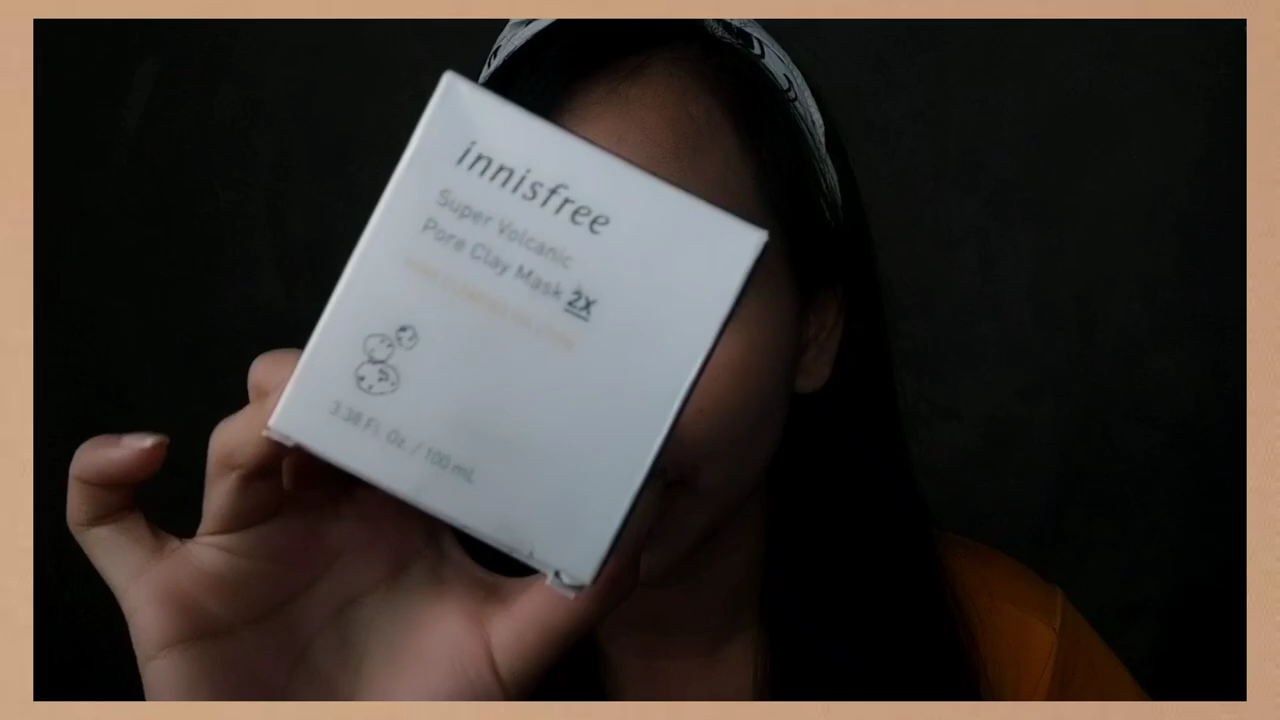 innisfree
Super Volcanic
Pore Clay Mask 2X
3.38 Fl. Oz. / 100 mL